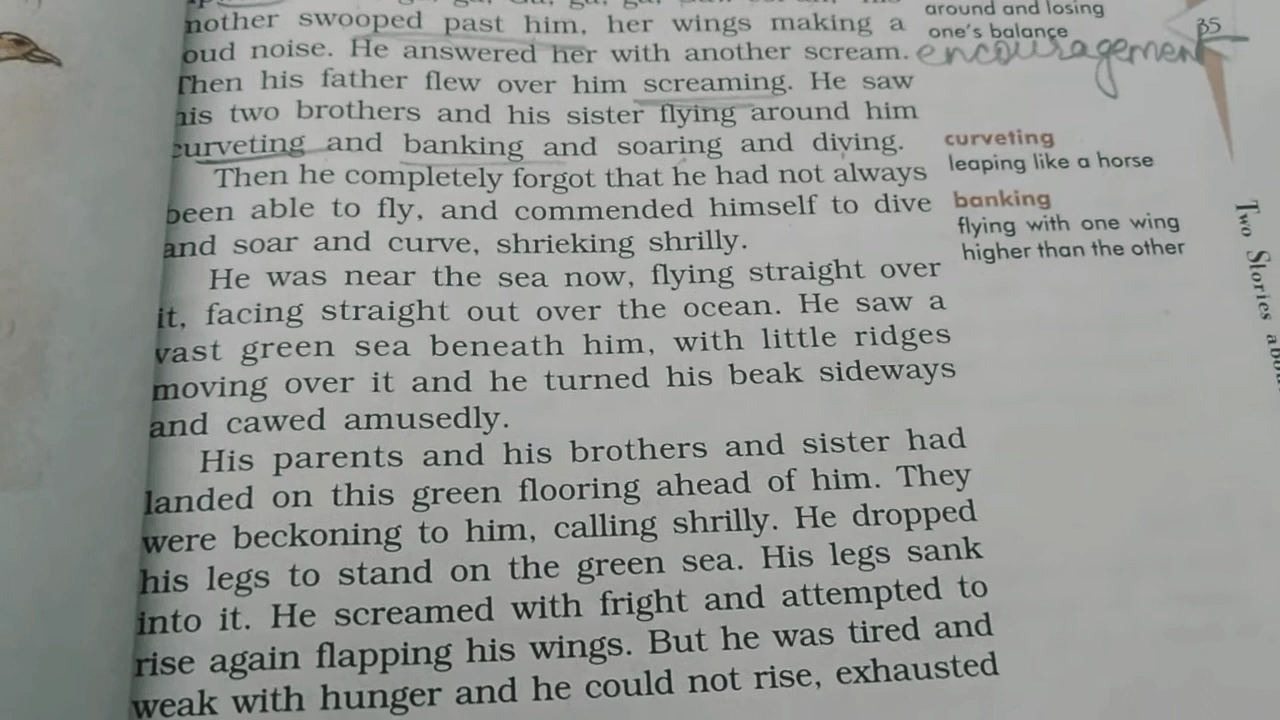 mother swooped past him, her wings making a
loud noise. He answered her with another scream.
Then his father flew over him screaming. He saw
his two brothers and his sister flying around him
curveting and banking and soaring and diving.
Then he completely forgot that he had not always
been able to fly, and commended himself to dive
and soar and curve, shrieking shrilly.
He was near the sea now, flying straight over
it, facing straight out over the ocean. He saw a
vast green sea beneath him, with little ridges
moving over it and he turned his beak sideways
and cawed amusedly.
His parents and his brothers and sister had
landed on this green flooring ahead of him. They
were beckoning to him, calling shrilly. He dropped
his legs to stand on the green sea. His legs sank
into it. He screamed with fright and attempted to
rise again flapping his wings. But he was tired and
weak with hunger and he could not rise, exhausted
around and losing
one's balance
encouragement
35
curveting
leaping like a horse
banking
flying with one wing
higher than the other
Two Stories